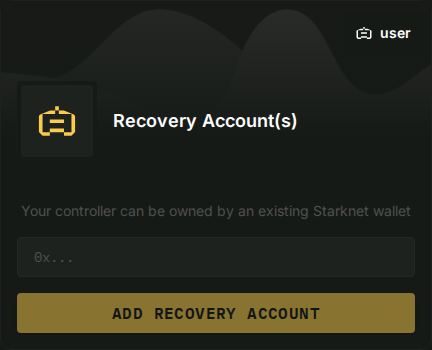 user
Recovery Account(s)
Your controller can be owned by an existing Starknet wallet
0x...
ADD RECOVERY ACCOUNT